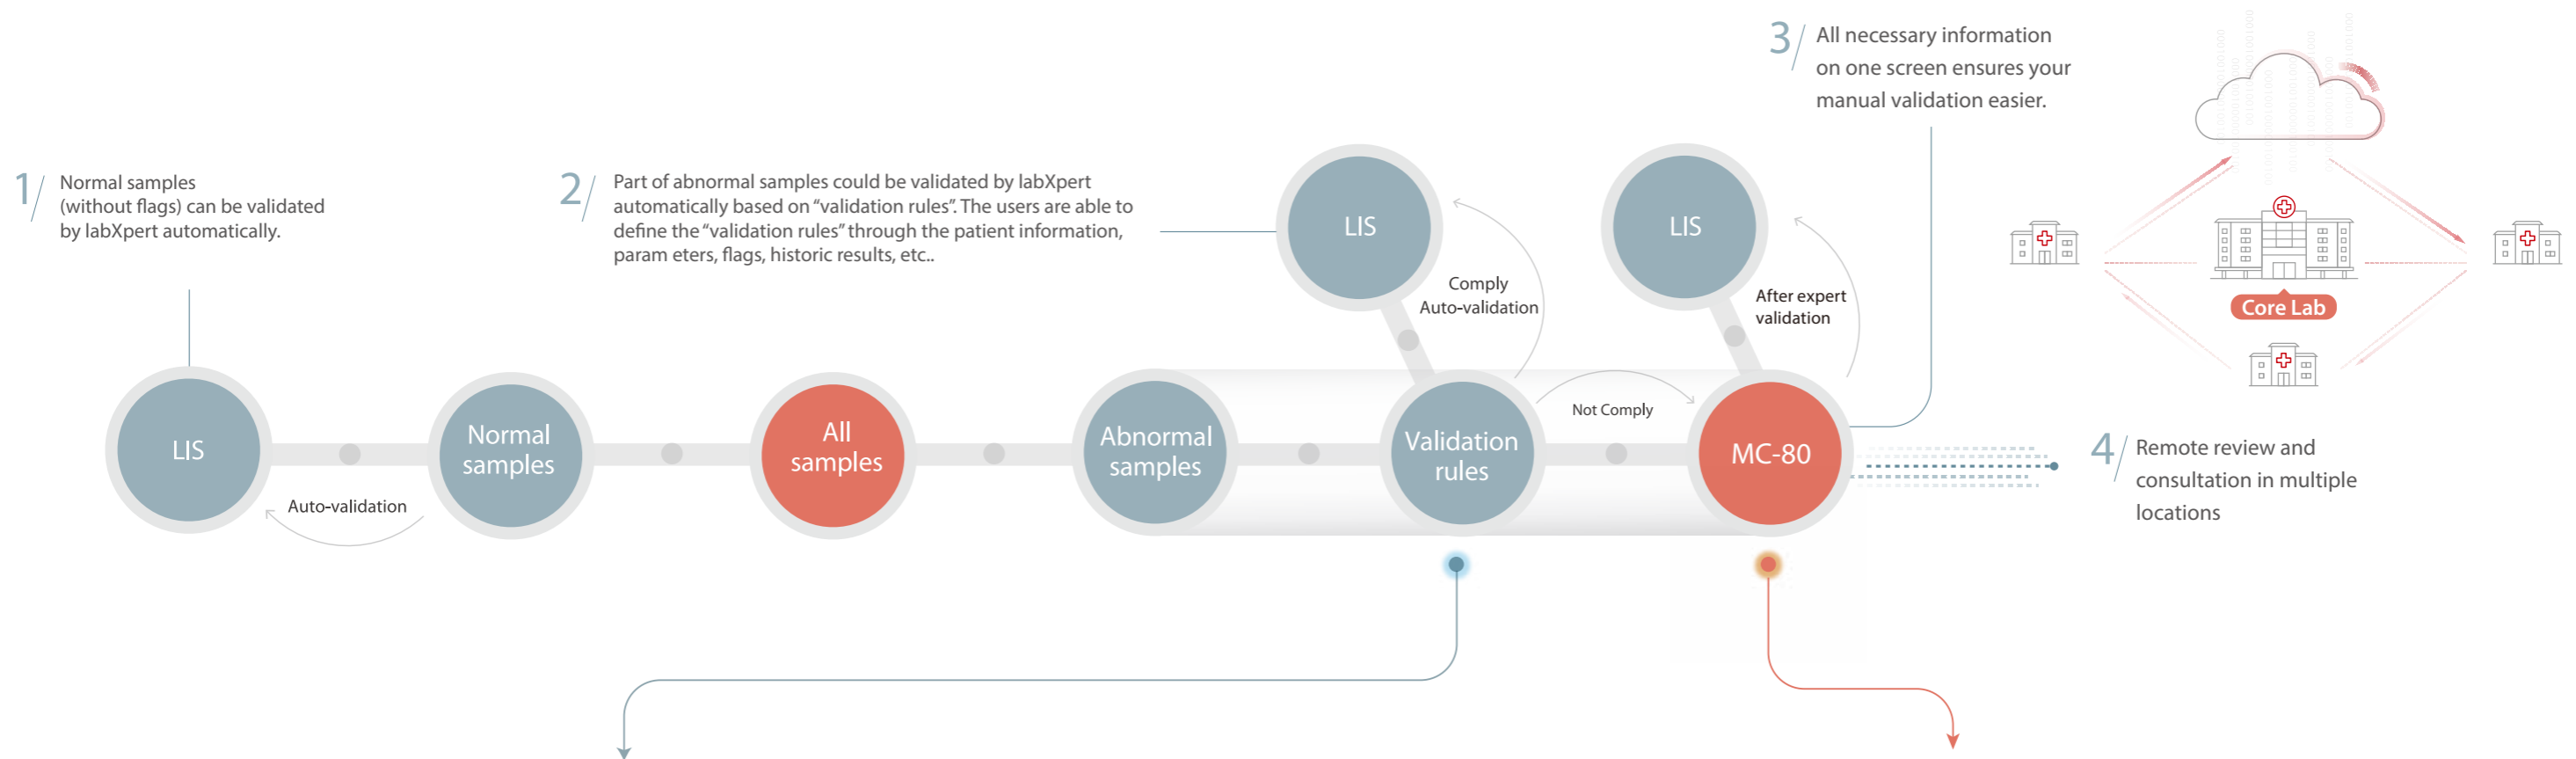 1/ Normal samples
(without flags) can be validated
by labXpert automatically.
2/ Part of abnormal samples could be validated by labXpert
automatically based on “validation rules”. The users are able to
define the “validation rules” through the patient information,
param eters, flags, historic results, etc..
3/ All necessary information
on one screen ensures your
manual validation easier.
LIS
LIS
Comply
Auto-validation
After expert
validation
Core Lab
LIS
Normal
samples
All
samples
Abnormal
samples
Validation
rules
Not Comply
MC-80
Auto-validation
4/ Remote review and
consultation in multiple
locations